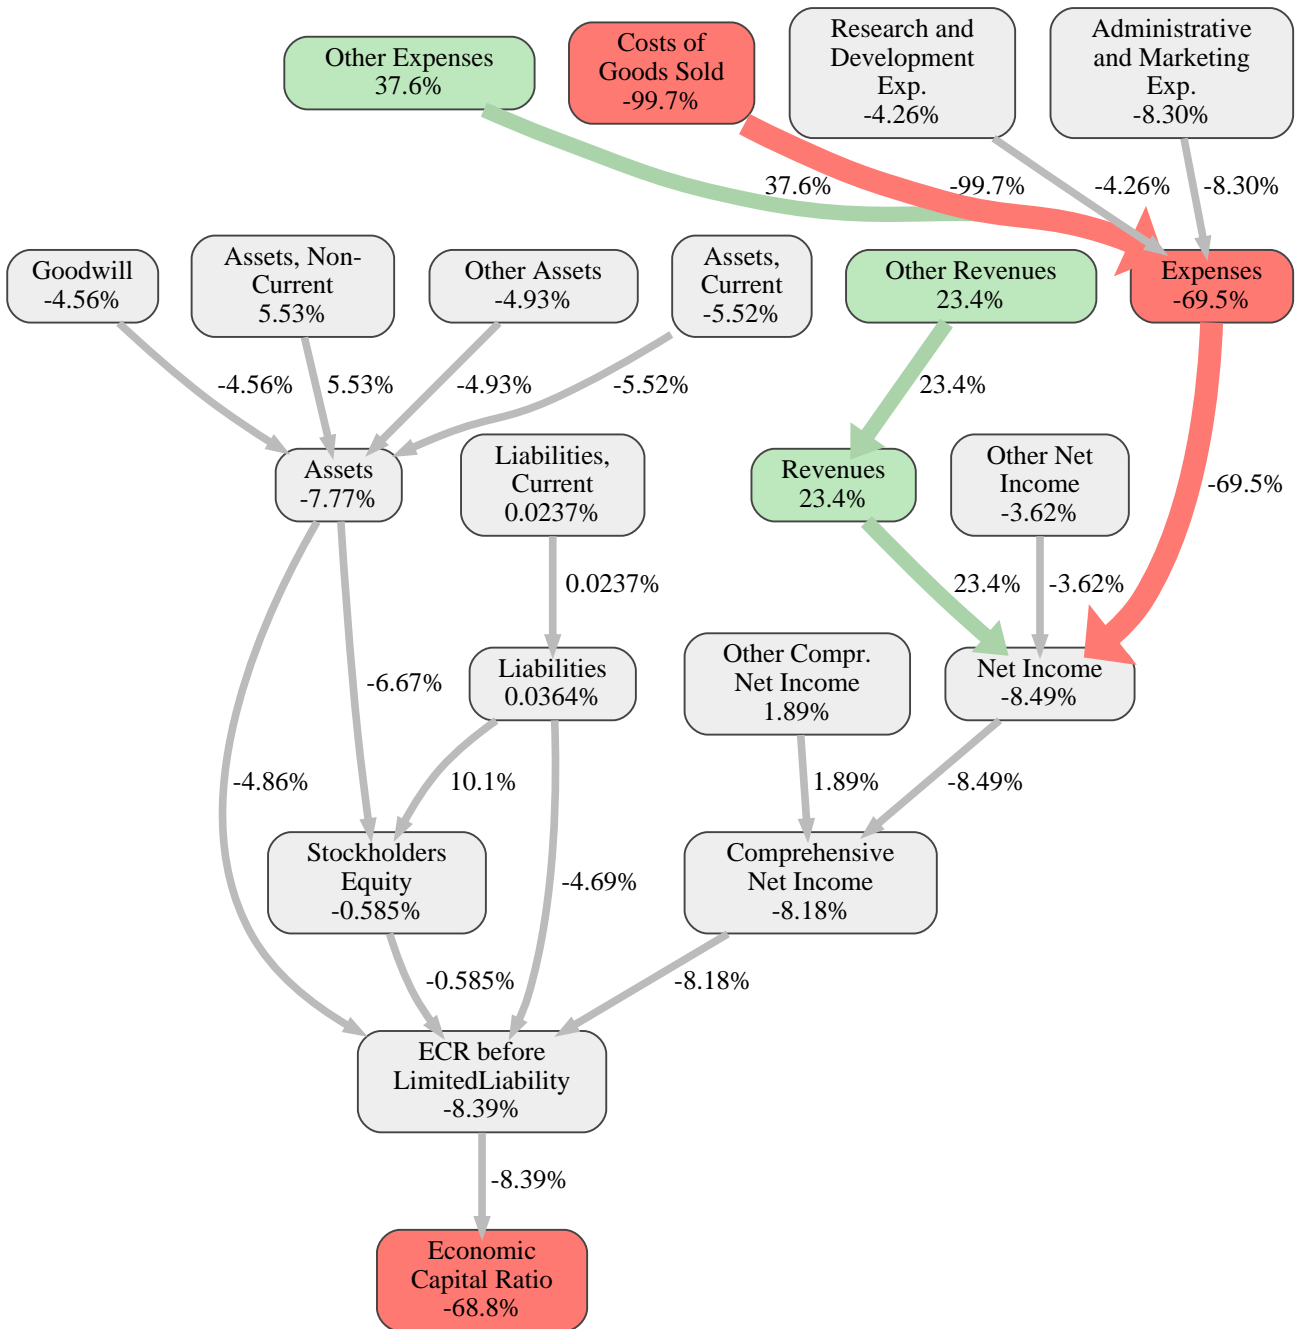 Other Expenses
37.6%
Costs of
Goods Sold
-99.7%
Research and
Development
Exp.
-4.26%
Administrative
and Marketing
Exp.
-8.30%
37.6%
-99.7%
-4.26%
-8.30%
Goodwill
-4.56%
Assets, Non-
Current
5.53%
Other Assets
-4.93%
Assets,
Current
-5.52%
Other Revenues
23.4%
Expenses
-69.5%
-4.56%
5.53%
-4.93%
-5.52%
23.4%
Assets
-7.77%
Liabilities,
Current
0.0237%
Revenues
23.4%
Other Net
Income
-3.62%
-69.5%
0.0237%
23.4%
-3.62%
-6.67%
Liabilities
0.0364%
Other Compr.
Net Income
1.89%
Net Income
-8.49%
-4.86%
10.1%
1.89%
-8.49%
Stockholders
Equity
-0.585%
-4.69%
Comprehensive
Net Income
-8.18%
-0.585%
-8.18%
ECR before
LimitedLiability
-8.39%
-8.39%
Economic
Capital Ratio
-68.8%